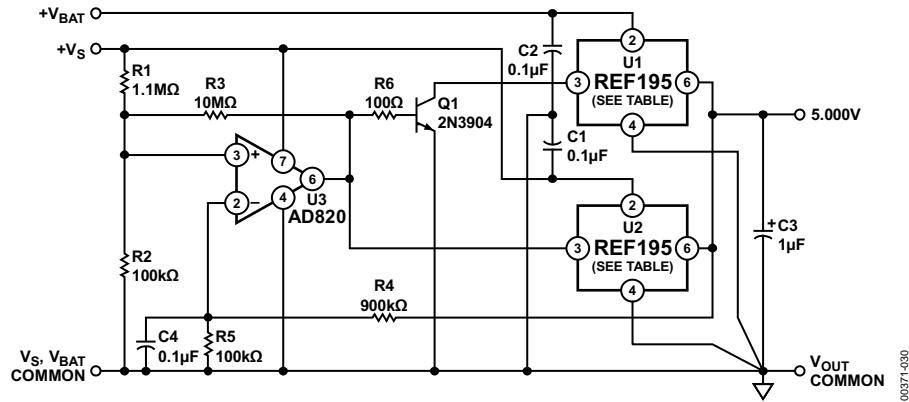 +VBAT
+VS
R1
1.1MΩ
R3
10MΩ
R6
100Ω
Q1
2N3904
C2
0.1µF
2
U1
3
REF195
6
(SEE TABLE)
4
5.000V
C1
0.1µF
3
+
7
6
2
–
4
U3
AD820
2
U2
3
REF195
6
(SEE TABLE)
4
+
C3
1µF
R2
100kΩ
R4
900kΩ
C4
0.1µF
R5
100kΩ
VS, VBAT
COMMON
VOUT
COMMON
00371-030